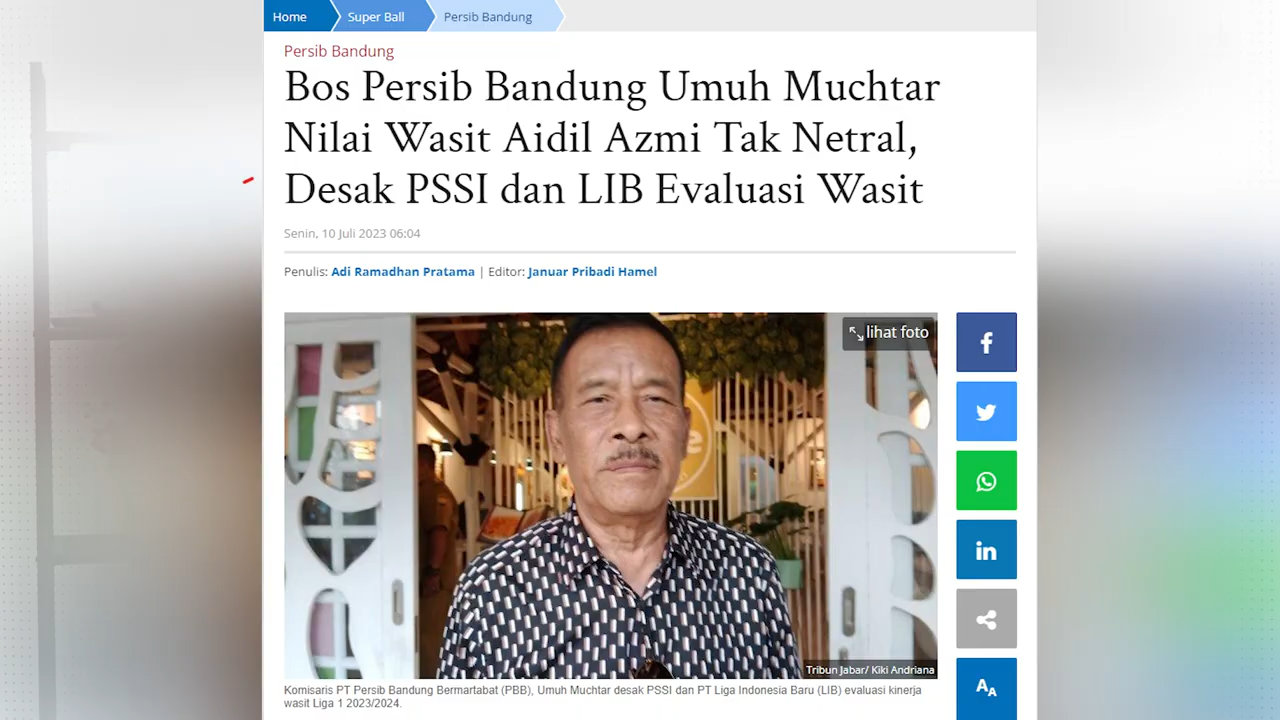 Home
Super Ball
Persib Bandung
Persib Bandung
Bos Persib Bandung Umuh Muchtar
Nilai Wasit Aidil Azmi Tak Netral,
Desak PSSI dan LIB Evaluasi Wasit
Senin, 10 Juli 2023 06:04
Penulis: Adi Ramadhan Pratama | Editor: Januar Pribadi Hamel
lihat foto
Tribun Jabar/ Kiki Andriana
Komisaris PT Persib Bandung Bermartabat (PBB), Umuh Muchtar desak PSSI dan PT Liga Indonesia Baru (LIB) evaluasi kinerja
wasit Liga 1 2023/2024.